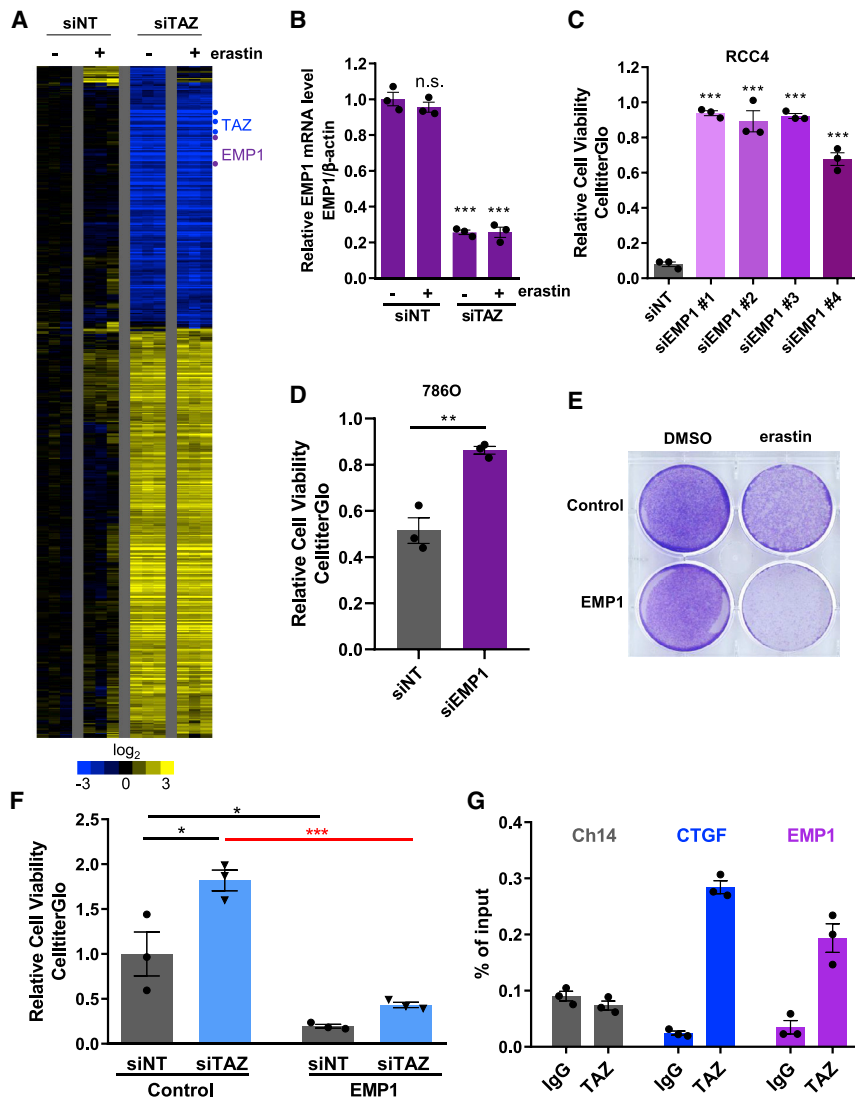 A
siNT siTAZ
- + - + erastin
TAZ
EMP1
log2
-3 0 3
B
Relative EMP1 mRNA level
EMP1/β-actin
1.2
1.0
0.8
0.6
0.4
0.2
0.0
n.s.
*** ***
- + - + erastin
siNT siTAZ
C
RCC4
Relative Cell Viability
CelltiterGlo
1.2
1.0
0.8
0.6
0.4
0.2
0.0
*** *** *** ***
siNT
siEMP1 #1
siEMP1 #2
siEMP1 #3
siEMP1 #4
D
786O
Relative Cell Viability
CelltiterGlo
1.0
0.8
0.6
0.4
0.2
0.0
**
siNT
siEMP1
E
DMSO erastin
Control
EMP1
F
Relative Cell Viability
CelltiterGlo
2.5
2.0
1.5
1.0
0.5
0.0
*
* ***
siNT siTAZ siNT siTAZ
Control EMP1
G
% of input
0.4
0.3
0.2
0.1
0.0
Ch14 CTGF EMP1
IgG TAZ IgG TAZ IgG TAZ